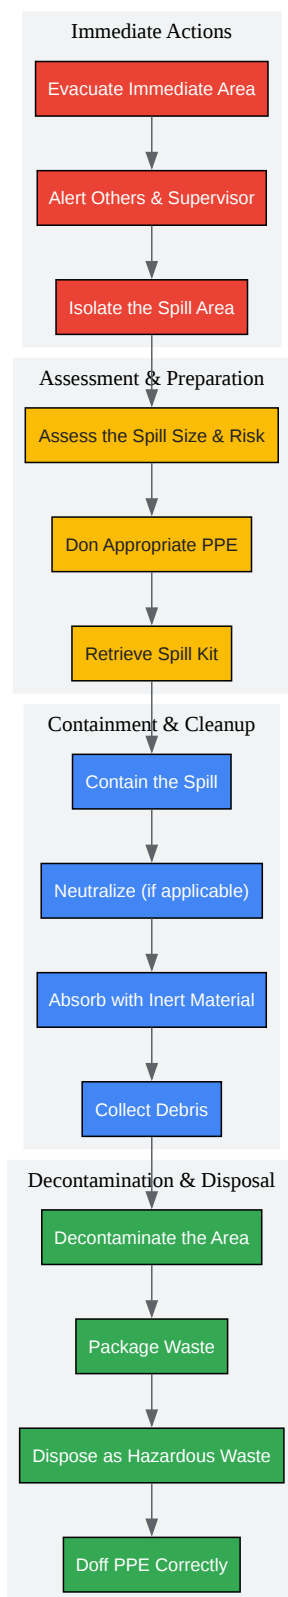 Immediate Actions
Evacuate Immediate Area
Alert Others & Supervisor
Isolate the Spill Area
Assessment & Preparation
Assess the Spill Size & Risk
Don Appropriate PPE
Retrieve Spill Kit
Containment & Cleanup
Contain the Spill
Neutralize (if applicable)
Absorb with Inert Material
Collect Debris
Decontamination & Disposal
Decontaminate the Area
Package Waste
Dispose as Hazardous Waste
Doff PPE Correctly